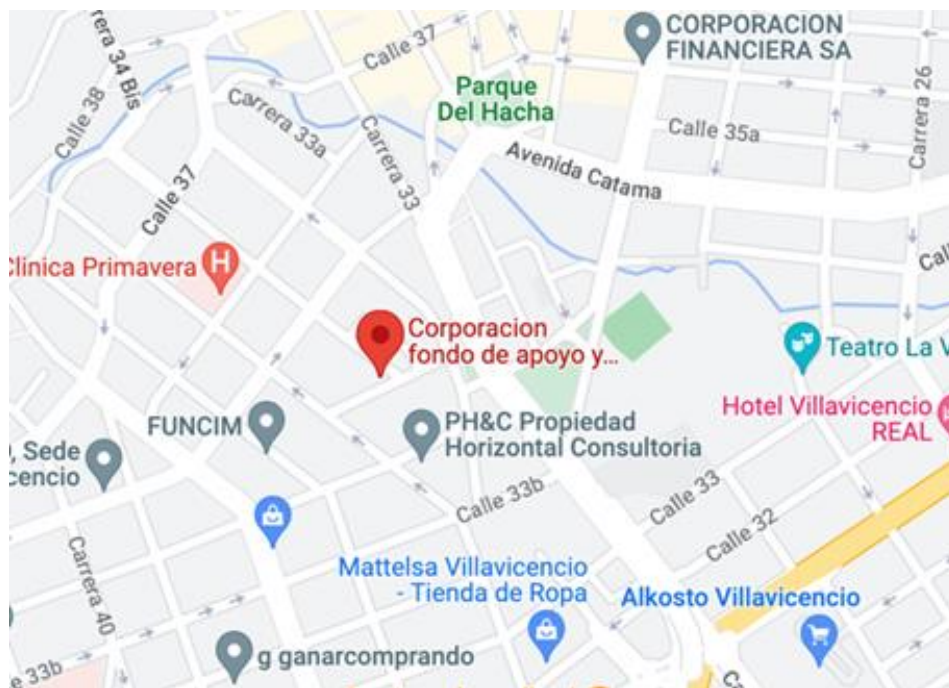 CORPORACION
FINANCIERA SA
Calle 37
Carrera 34 Bis
Parque
Del Hacha
Carrera 26
Calle 38
Carrera 33a
Calle 35a
Carrera 33
Avenida Catama
Calle 37
Clinica Primavera
H
Cal
Corporacion
fondo de apoyo y...
Teatro La V
Hotel Villavicencio
REAL
FUNCIM
PH&C Propiedad
Horizontal Consultoria
, Sede
cencio
Calle 33b
Calle 33
Calle 32
Carrera 40
Mattelsa Villavicencio
- Tienda de Ropa
Alkosto Villavicencio
g ganarcomprando
33b